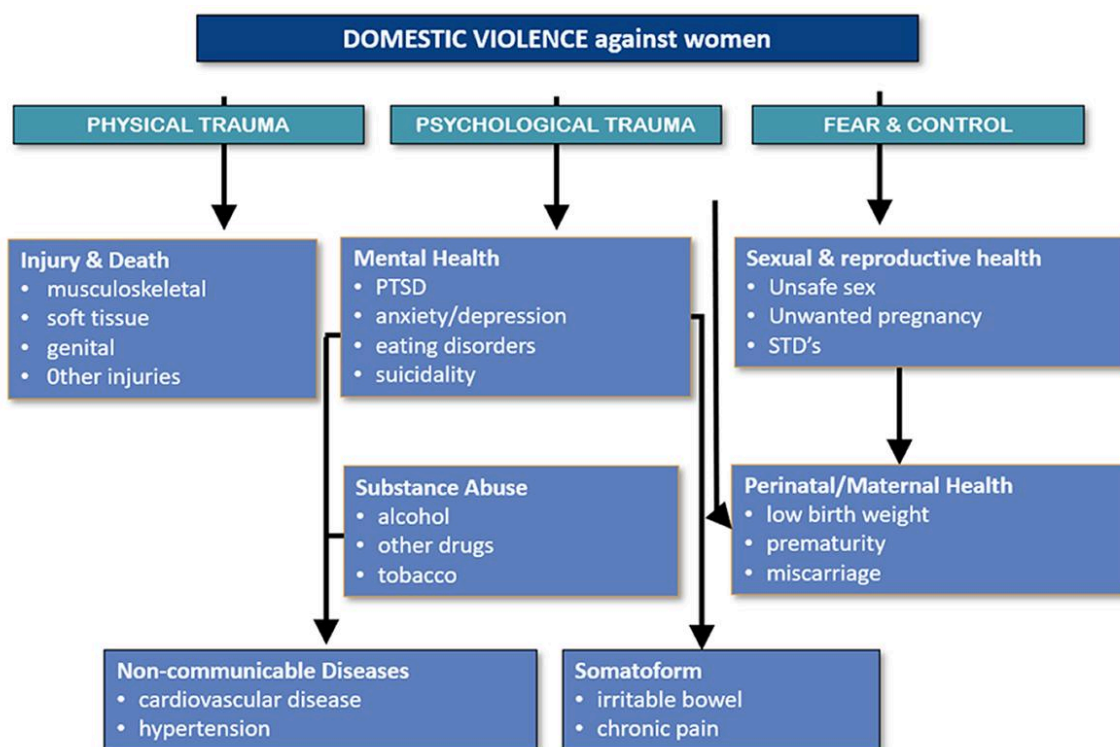 DOMESTIC VIOLENCE against women
PHYSICAL TRAUMA
PSYCHOLOGICAL TRAUMA
FEAR & CONTROL
Injury & Death
• musculoskeletal
• soft tissue
• genital
• 0ther injuries
Mental Health
• PTSD
• anxiety/depression
• eating disorders
• suicidality
Sexual & reproductive health
• Unsafe sex
• Unwanted pregnancy
• STD's
Substance Abuse
• alcohol
• other drugs
• tobacco
Perinatal/Maternal Health
• low birth weight
• prematurity
• miscarriage
Non-communicable Diseases
• cardiovascular disease
• hypertension
Somatoform
• irritable bowel
• chronic pain